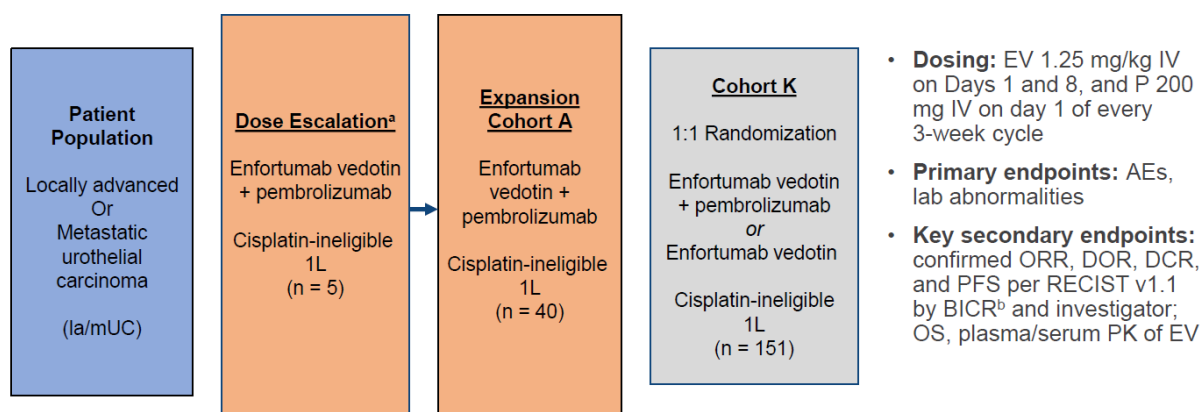 Patient
Population
Locally advanced
Or
Metastatic
urothelial
carcinoma
(la/mUC)
Dose Escalationᵃ
Enfortumab vedotin
+ pembrolizumab
Cisplatin-ineligible
1L
(n = 5)
Expansion
Cohort A
Enfortumab
vedotin +
pembrolizumab
Cisplatin-ineligible
1L
(n = 40)
Cohort K
1:1 Randomization
Enfortumab vedotin
+ pembrolizumab
or
Enfortumab vedotin
Cisplatin-ineligible
1L
(n = 151)
• Dosing: EV 1.25 mg/kg IV
on Days 1 and 8, and P 200
mg IV on day 1 of every
3-week cycle
• Primary endpoints: AEs,
lab abnormalities
• Key secondary endpoints:
confirmed ORR, DOR, DCR,
and PFS per RECIST v1.1
by BICRᵇ and investigator;
OS, plasma/serum PK of EV